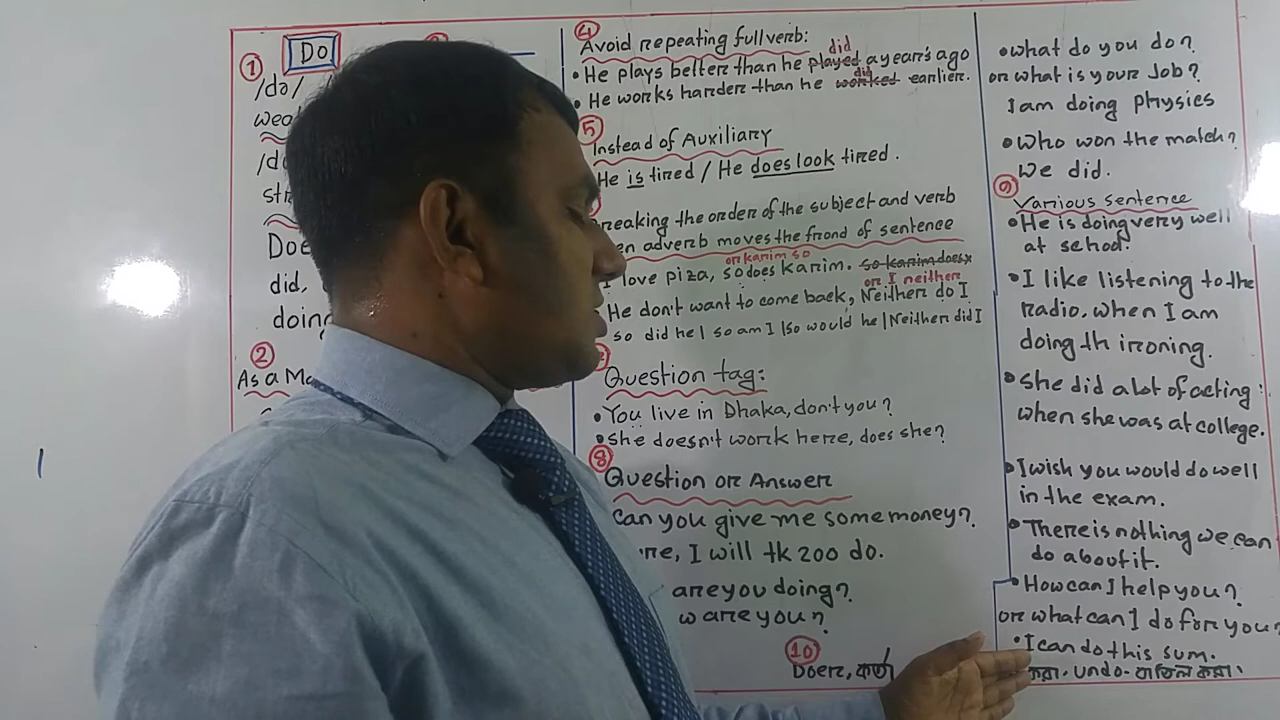 Do
①
/də/
②
④
Avoid repeating full verb:
did
• He plays better than he played a year's ago
did
• He works harder than he worked earlier.
⑤
Instead of Auxiliary
He is tired / He does look tired.
reaking the order of the subject and verb
en adverb moves the frond of sentence
or karim so
I love piza, so does karim. so karim does x
or I neither
He don't want to come back, Neither do I
so did he / so am I / so would he / Neither did I
Question tag:
• You live in Dhaka, don't you?
• She doesn't work here, does she?
⑧
Question or Answer
Can you give me some money?
I will tk 200 do.
are you doing?
are you?
⑩
Doer, কর্তা
• What do you do?
or what is your Job?
I am doing physics
• Who won the match?
We did.
⑨
Various sentence
• He is doing very well
at school.
• I like listening to the
radio. when I am
doing th ironing.
• She did a lot of acting
when she was at college.
• I wish you would do well
in the exam.
• There is nothing we can
do about it.
• How can I help you?
or what can I do for you?
• I can do this sum.
করা. undo - বাতিল করা.